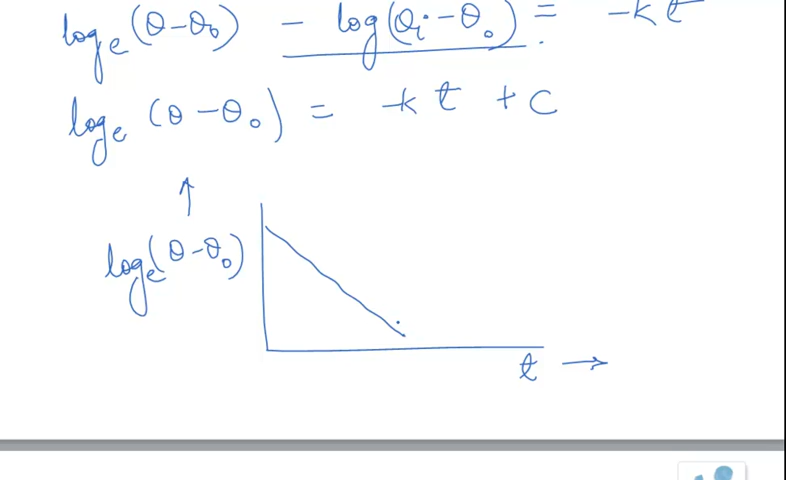 logₑ(θ-θ₀) - log(θᵢ-θ₀) = -kt
logₑ(θ-θ₀) = -kt + c
↑
logₑ(θ-θ₀)
t →